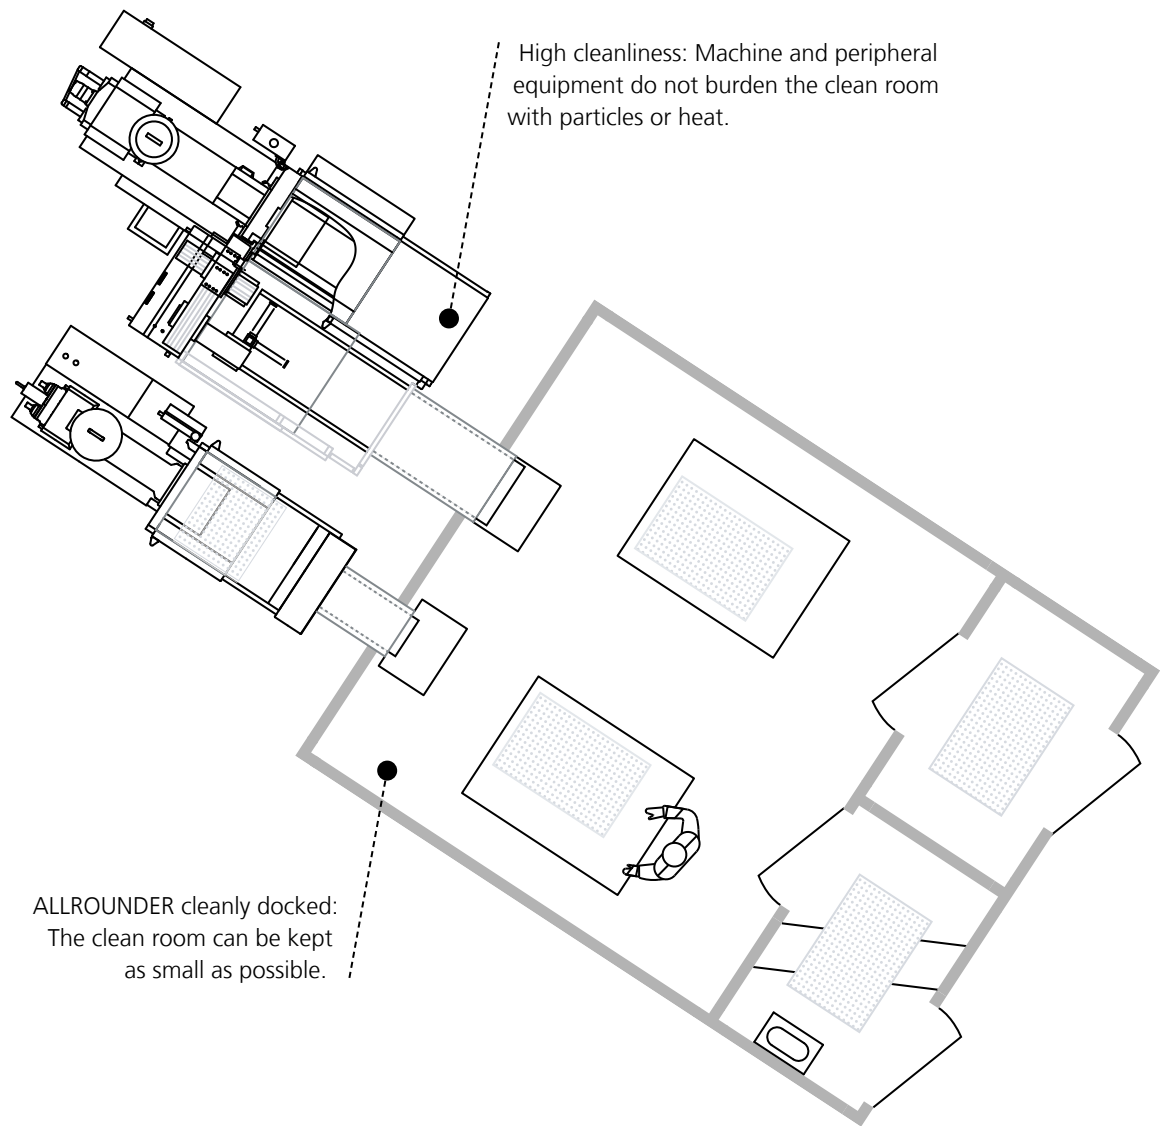 High cleanliness: Machine and peripheral
equipment do not burden the clean room
with particles or heat.
ALLROUNDER cleanly docked:
The clean room can be kept
as small as possible.